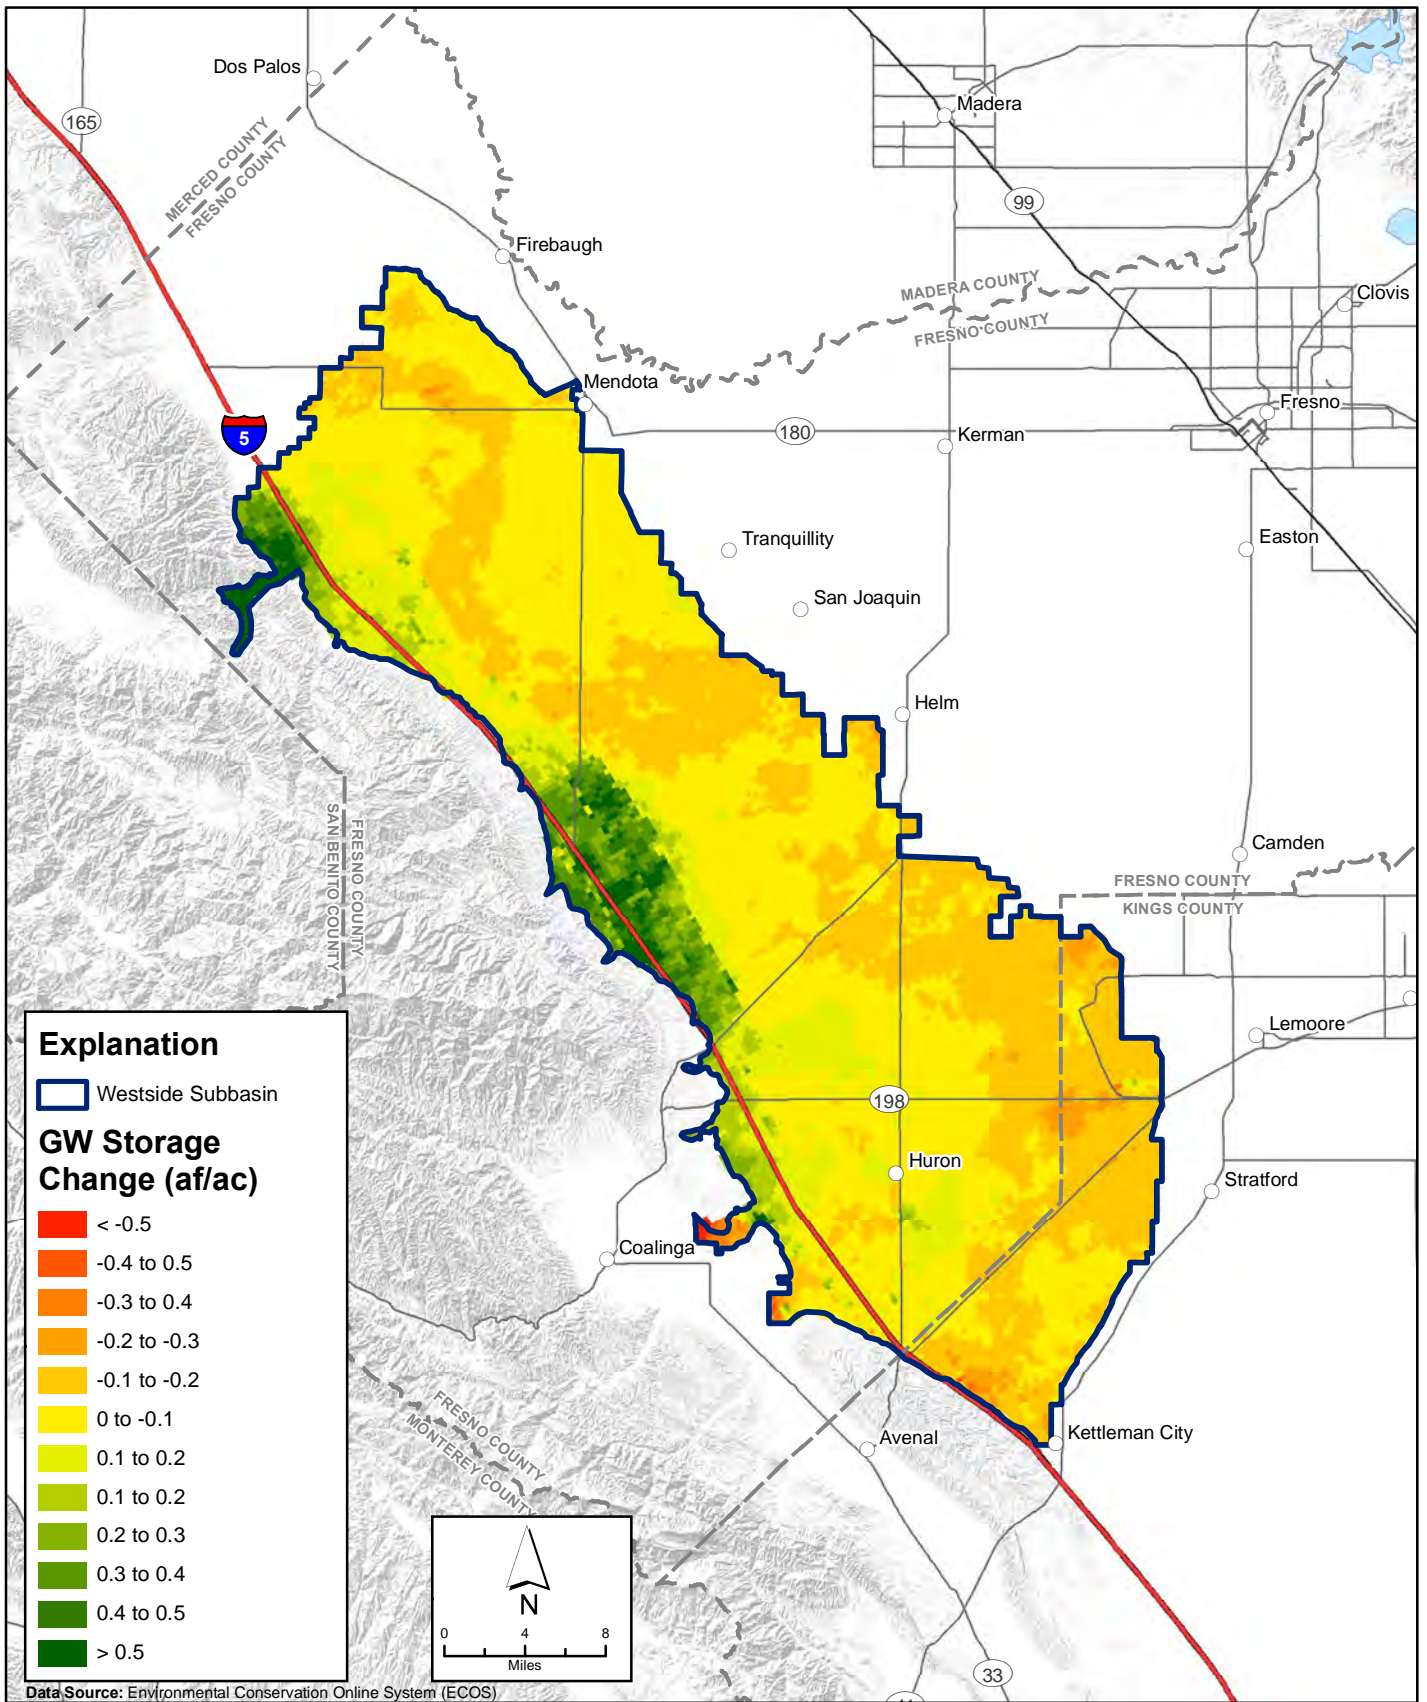 Dos Palos
165
MERCED COUNTY
FRESNO COUNTY
Madera
99
Firebaugh
MADERA COUNTY
FRESNO COUNTY
Clovis
Mendota
Fresno
5
180
Kerman
Tranquillity
Easton
San Joaquin
Helm
SAN BENITO COUNTY
FRESNO COUNTY
Camden
FRESNO COUNTY
KINGS COUNTY
Lemoore
198
Huron
Stratford
Coalinga
FRESNO COUNTY
MONTEREY COUNTY
Avenal
Kettleman City
33
Explanation
Westside Subbasin
GW Storage
Change (af/ac)
< -0.5
-0.4 to 0.5
-0.3 to 0.4
-0.2 to -0.3
-0.1 to -0.2
0 to -0.1
0.1 to 0.2
0.1 to 0.2
0.2 to 0.3
0.3 to 0.4
0.4 to 0.5
> 0.5
N
0 4 8
Miles
Data Source: Environmental Conservation Online System (ECOS)